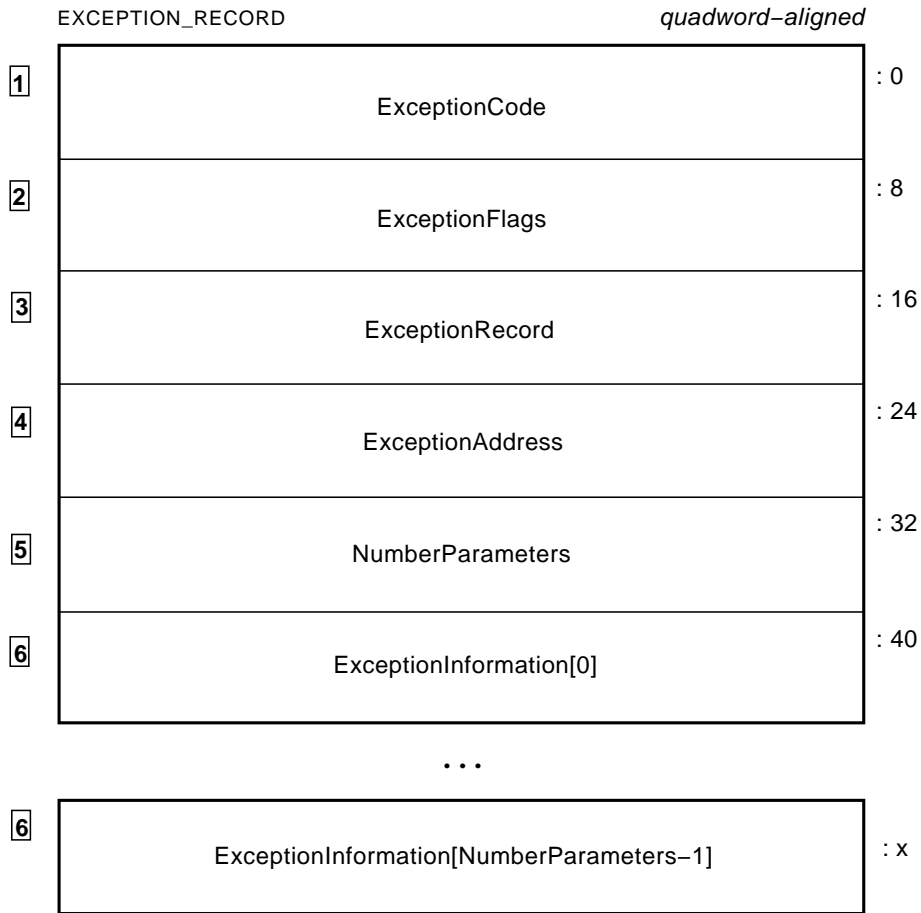 EXCEPTION_RECORD quadword–aligned
1 ExceptionCode : 0
2 ExceptionFlags : 8
3 ExceptionRecord : 16
4 ExceptionAddress : 24
5 NumberParameters : 32
6 ExceptionInformation[0] : 40
...
6 ExceptionInformation[NumberParameters–1] : x